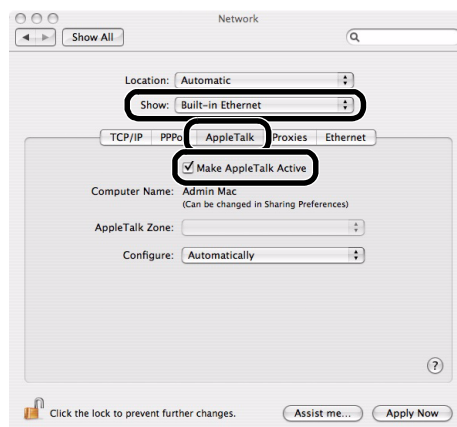 Network
Show All
Location: Automatic
Show: Built-in Ethernet
TCP/IP PPPo AppleTalk Proxies Ethernet
Make AppleTalk Active
Computer Name: Admin Mac
(Can be changed in Sharing Preferences)
AppleTalk Zone:
Configure: Automatically
?
Click the lock to prevent further changes. Assist me... Apply Now